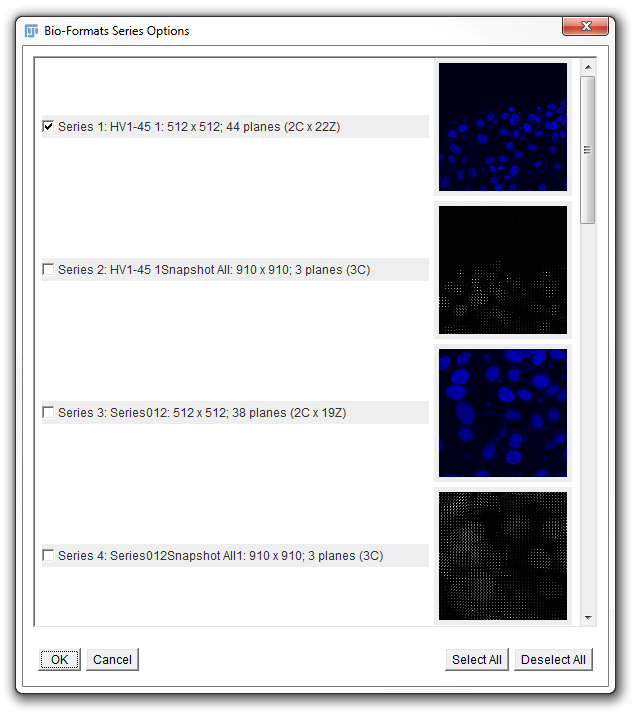 Bio-Formats Series Options
Series 1: HV1-45 1: 512 x 512; 44 planes (2C x 22Z)
Series 2: HV1-45 1Snapshot All: 910 x 910; 3 planes (3C)
Series 3: Series012: 512 x 512; 38 planes (2C x 19Z)
Series 4: Series012Snapshot All1: 910 x 910; 3 planes (3C)
OK Cancel Select All Deselect All